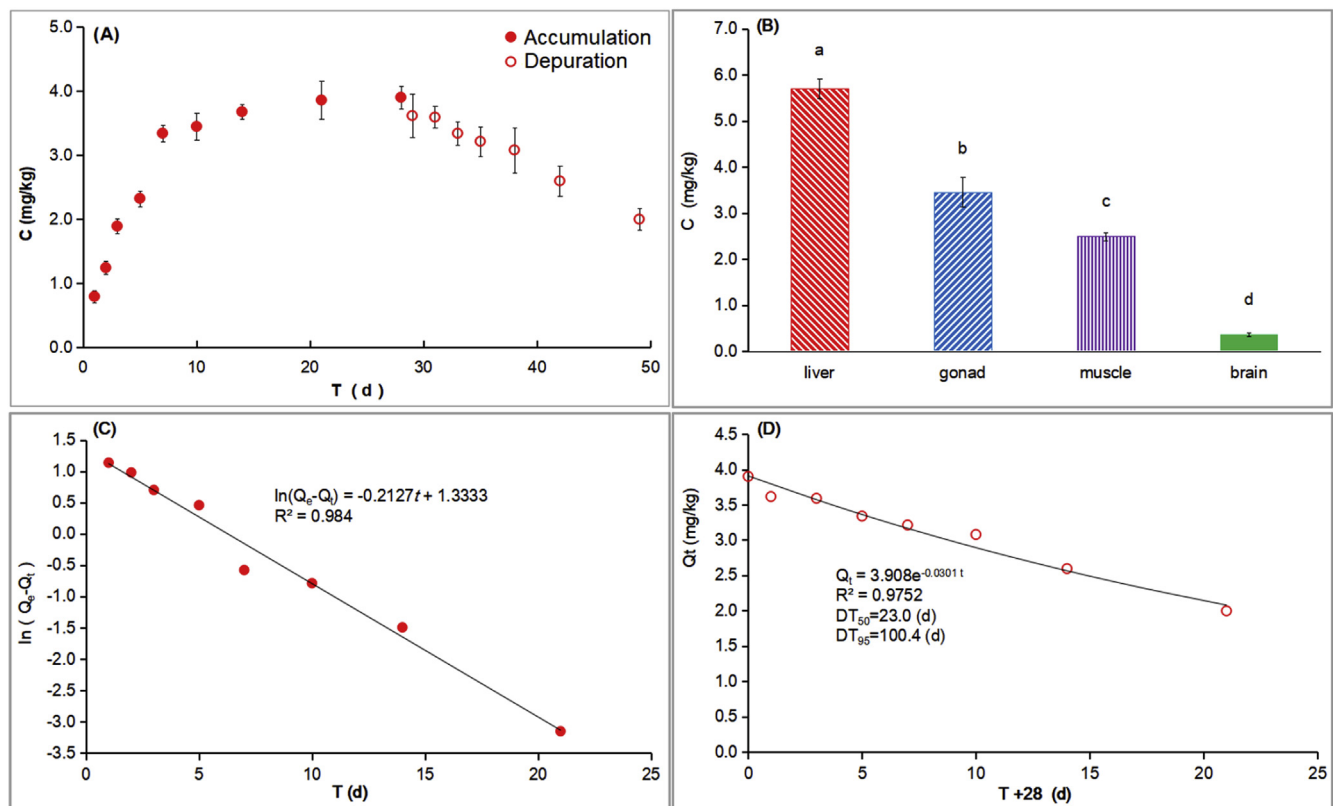 (A)
Accumulation
Depuration
5.0
4.0
3.0
2.0
1.0
0.0
C (mg/kg)
0 10 20 30 40 50
T ( d )
(B)
7.0
6.0
5.0
4.0
3.0
2.0
1.0
0.0
C (mg/kg)
a
b
c
d
liver gonad muscle brain
(C)
1.5
1.0
0.5
0.0
-0.5
-1.0
-1.5
-2.0
-2.5
-3.0
-3.5
ln ( Qₑ-Qₜ)
ln(Qₑ-Qₜ) = -0.2127t + 1.3333
R² = 0.984
0 5 10 15 20 25
T (d)
(D)
4.5
4.0
3.5
3.0
2.5
2.0
1.5
1.0
0.5
0.0
Qt (mg/kg)
Qₜ = 3.908e^-0.0301 t
R² = 0.9752
DT₅₀=23.0 (d)
DT₉₅=100.4 (d)
0 5 10 15 20 25
T +28 (d)